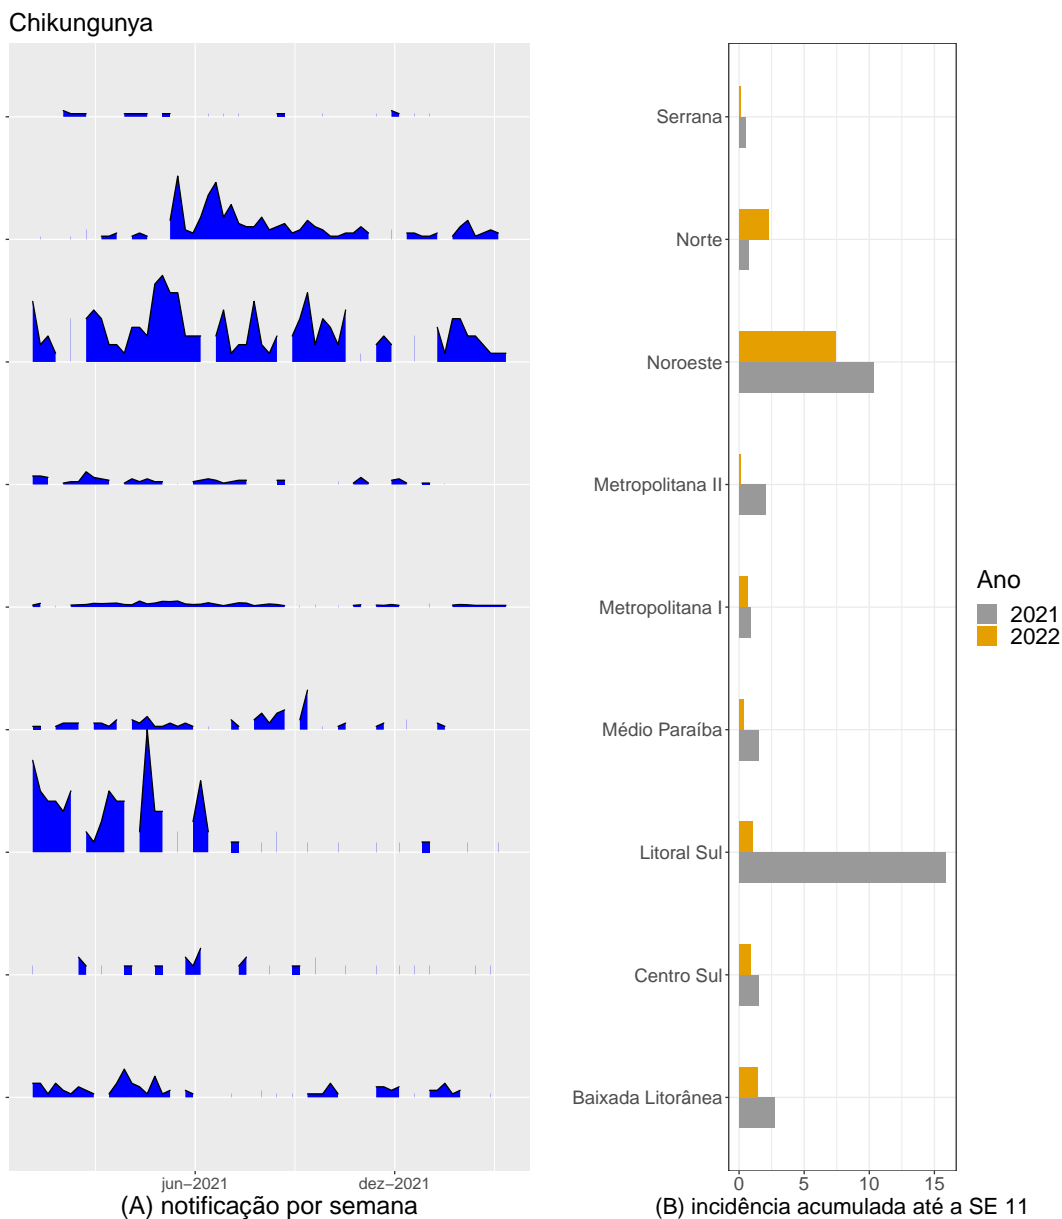 Chikungunya
Serrana
Norte
Noroeste
Metropolitana II
Metropolitana I
Médio Paraíba
Litoral Sul
Centro Sul
Baixada Litorânea
jun−2021 dez−2021
(A) notificação por semana
0 5 10 15
(B) incidência acumulada até a SE 11
Ano
2021
2022